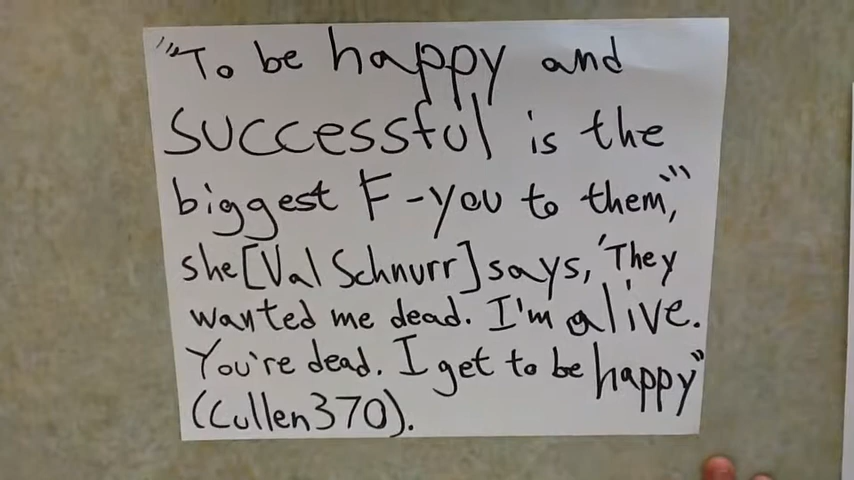 "'To be happy and
successful is the
biggest F-you to them,'"
she [Val Schnurr] says, 'They
wanted me dead. I'm alive.
You're dead. I get to be happy"
(Cullen 370).